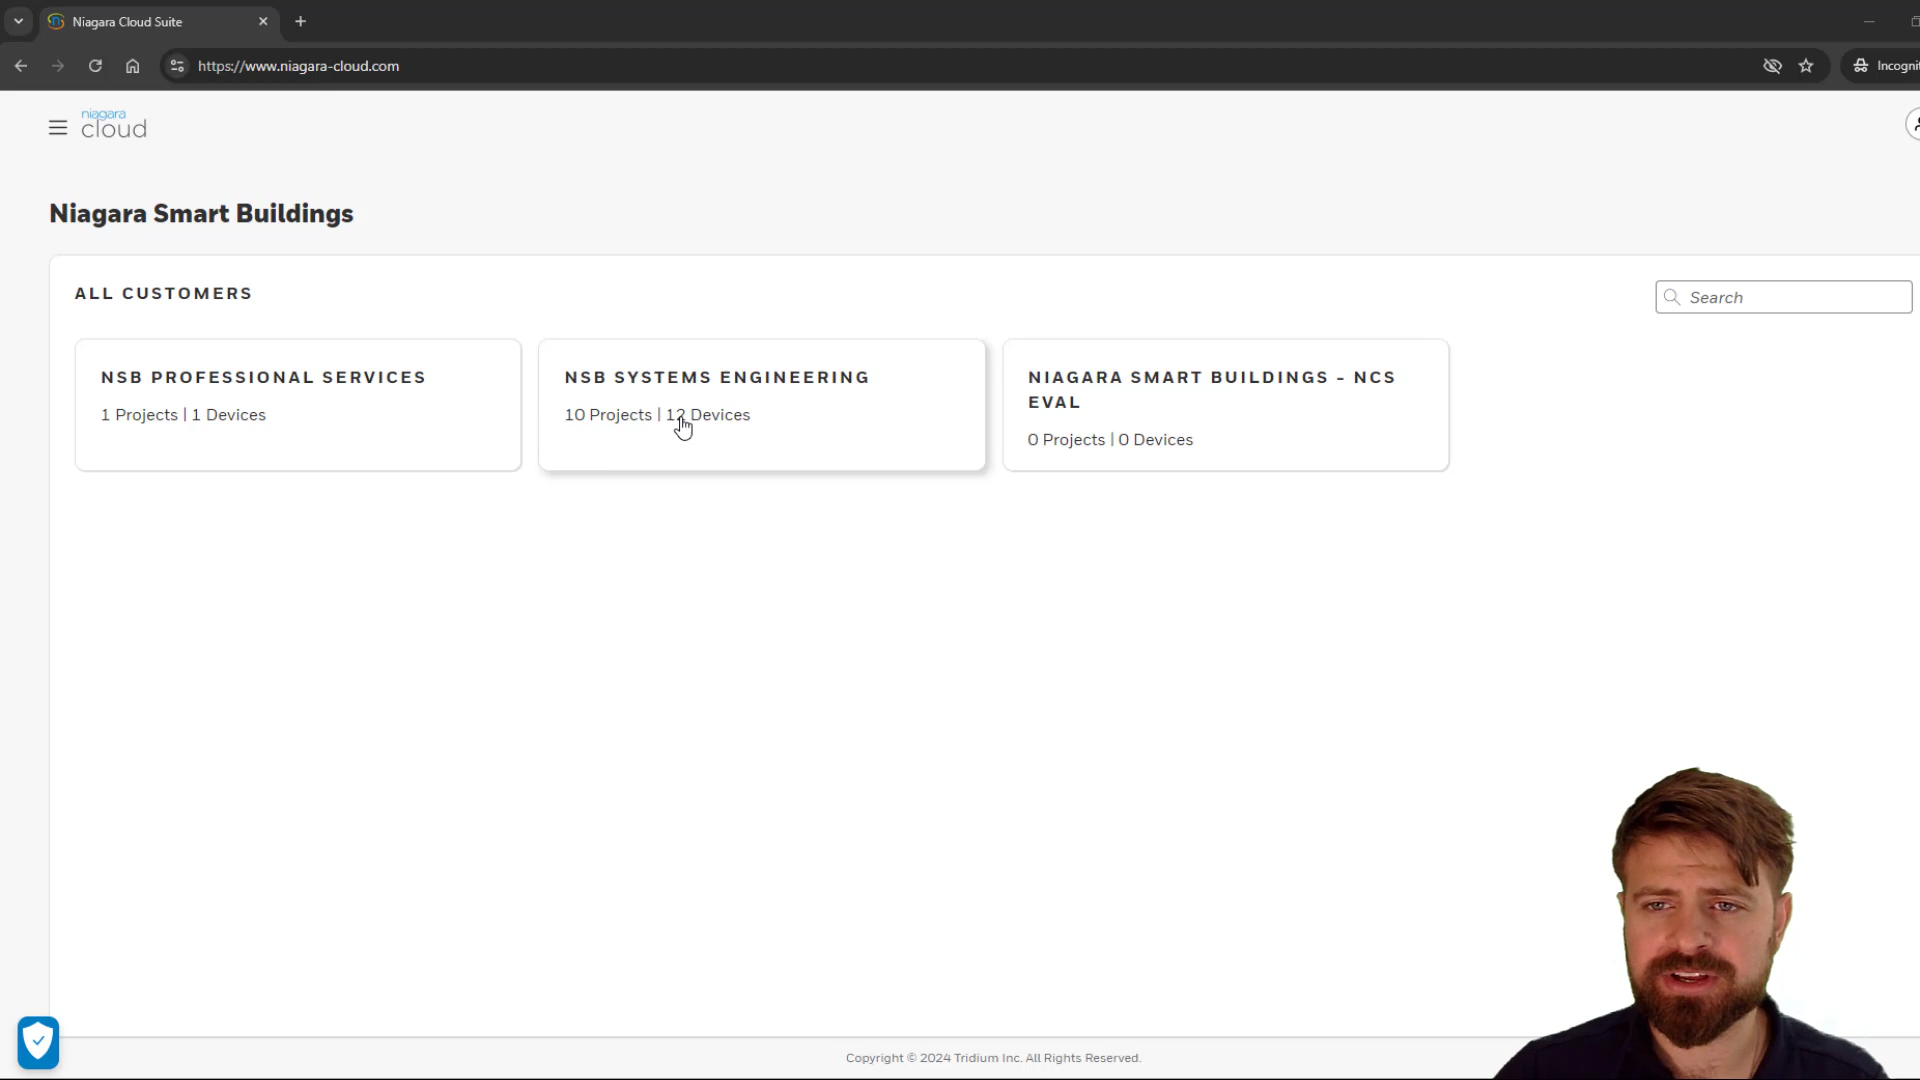 Niagara Cloud Suite
https://www.niagara-cloud.com
Incognit
niagara
cloud
Niagara Smart Buildings
ALL CUSTOMERS
Search
NSB PROFESSIONAL SERVICES
1 Projects | 1 Devices
NSB SYSTEMS ENGINEERING
10 Projects | 12 Devices
NIAGARA SMART BUILDINGS - NCS
EVAL
0 Projects | 0 Devices
Copyright © 2024 Tridium Inc. All Rights Reserved.